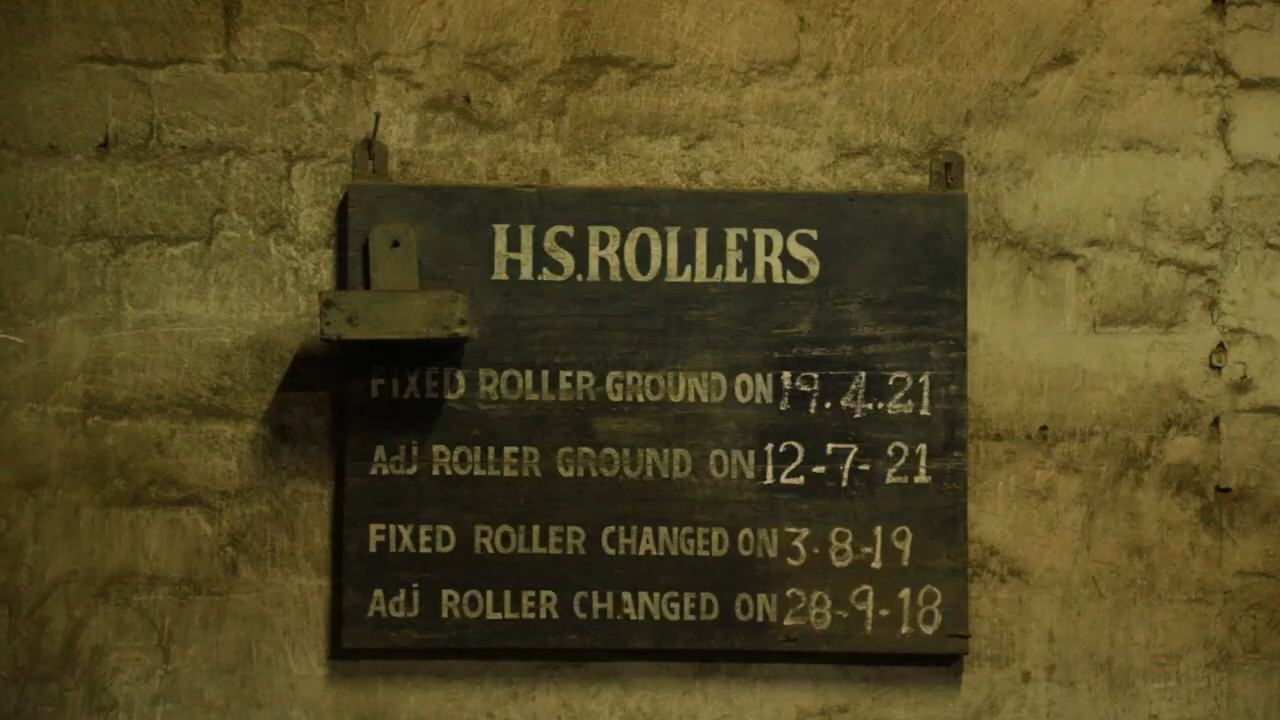 H.S.ROLLERS
FIXED ROLLER GROUND ON 19.4.21
Adj ROLLER GROUND ON 12-7-21
FIXED ROLLER CHANGED ON 3-8-19
Adj ROLLER CHANGED ON 28-9-18